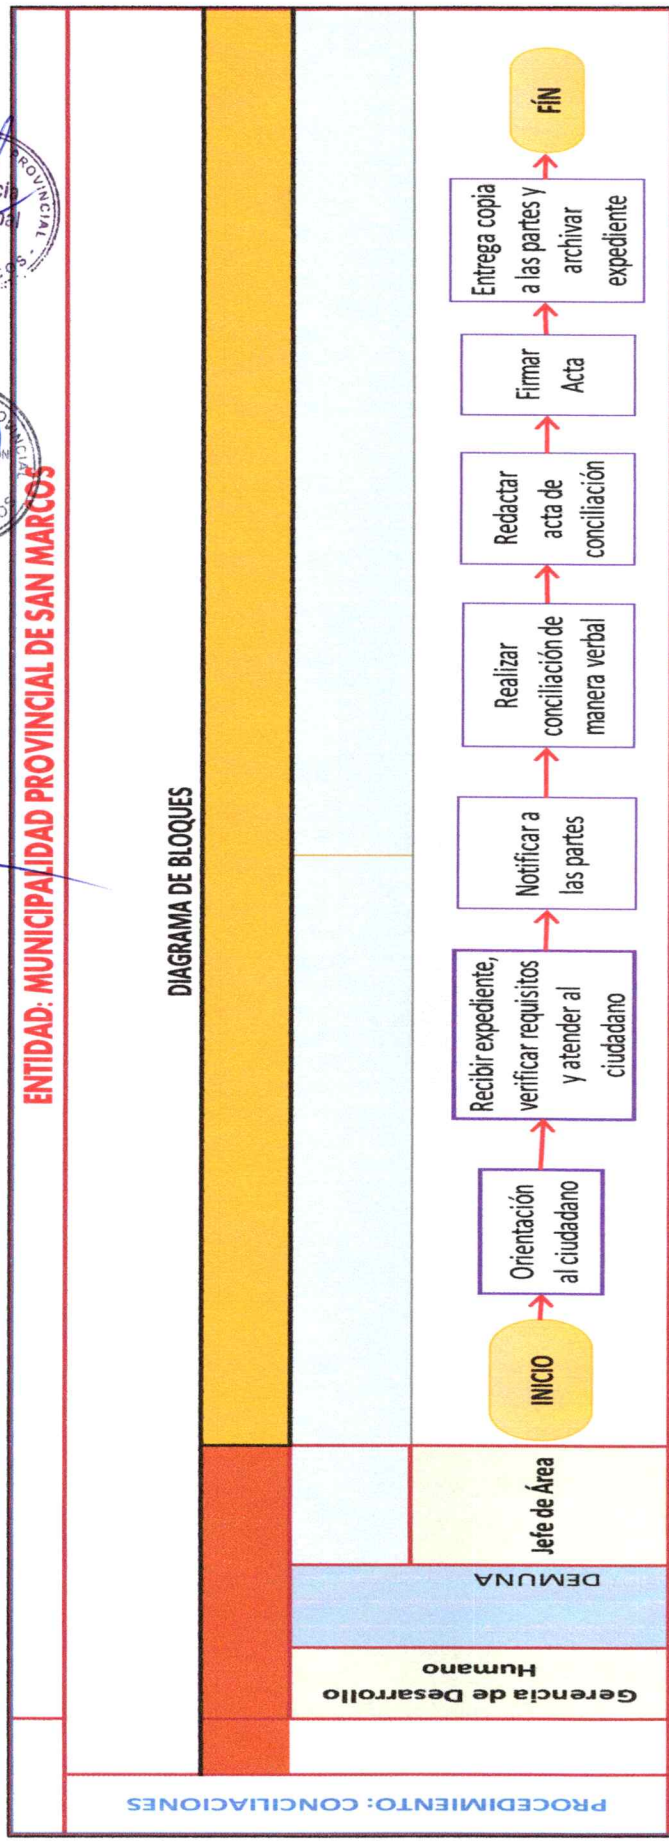 ENTIDAD: MUNICIPALIDAD PROVINCIAL DE SAN MARCOS
PROVINCIAL
PROVINCIAL
DIAGRAMA DE BLOQUES
PROCEDIMIENTO: CONCILIACIONES
Gerencia de Desarrollo
Humano
DEMUNA
Jefe de Área
INICIO
Orientación
al ciudadano
Recibir expediente,
verificar requisitos
y atender al
ciudadano
Notificar a
las partes
Realizar
conciliación de
manera verbal
Redactar
acta de
conciliación
Firmar
Acta
Entrega copia
a las partes y
archivar
expediente
FÍN